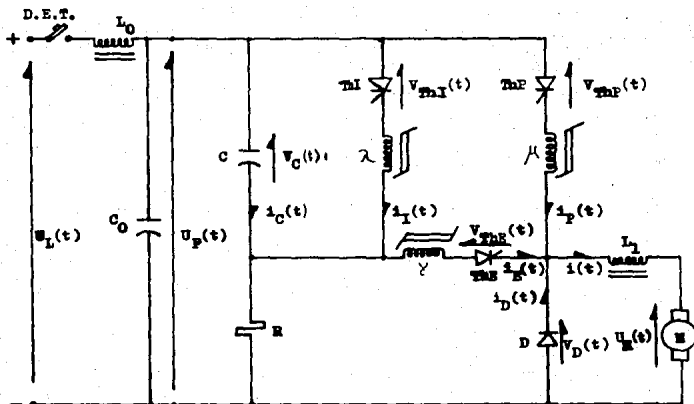 D.E.T.
L0
+
ThI
VThI(t)
ThP
VThP(t)
C
VC(t)
λ
μ
iC(t)
iI(t)
iP(t)
UL(t)
C0
UP(t)
VThE(t)
γ
ThE
iE(t)
i(t)
L1
iD(t)
R
D
VD(t)
UM(t)
M